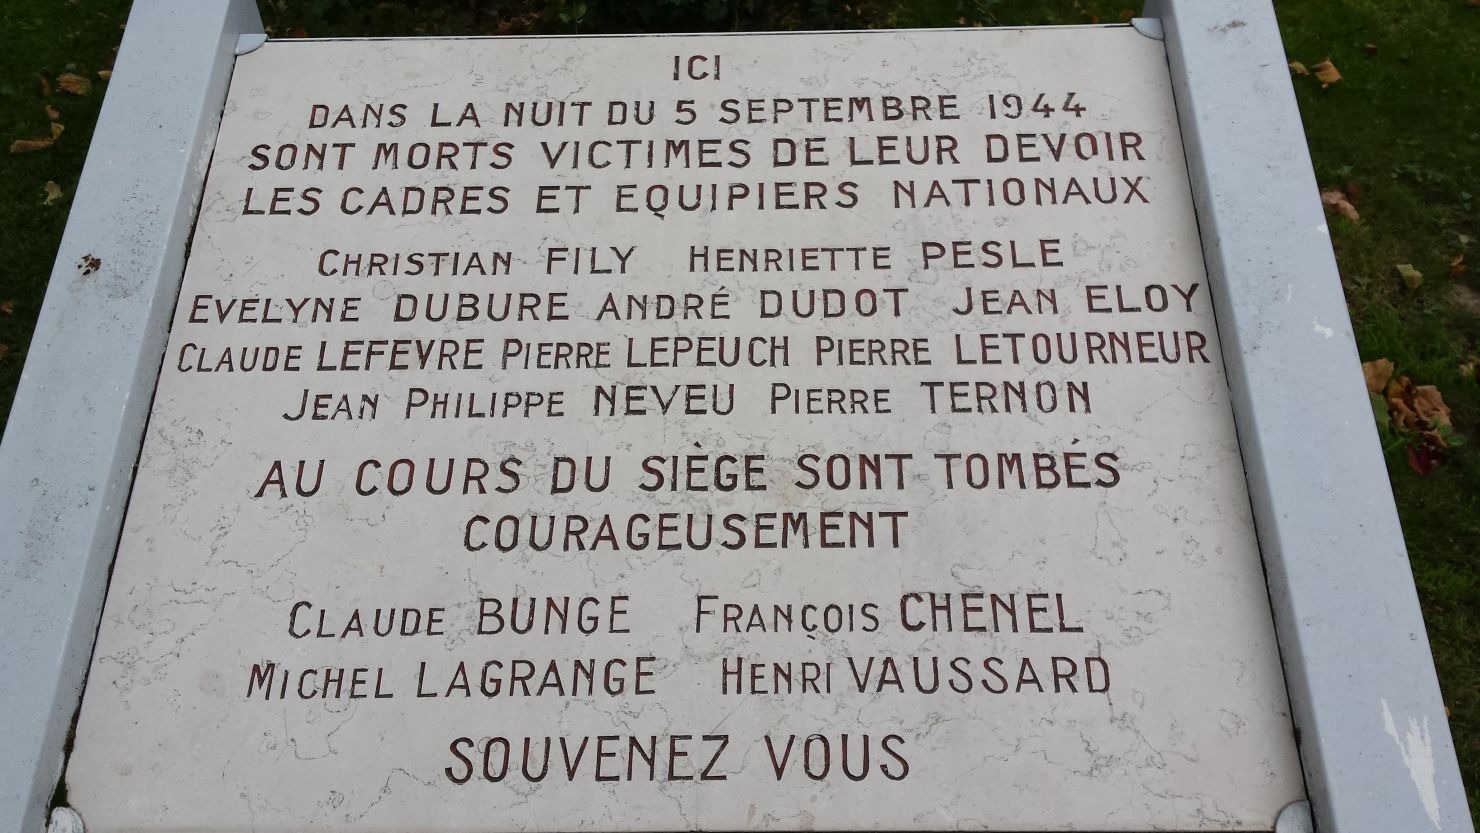 ICI
DANS LA NUIT DU 5 SEPTEMBRE 1944
SONT MORTS VICTIMES DE LEUR DEVOIR
LES CADRES ET EQUIPIERS NATIONAUX
CHRISTIAN FILY HENRIETTE PESLE
EVELYNE DUBURE ANDRÉ DUDOT JEAN ELOY
CLAUDE LEFEVRE PIERRE LEPEUCH PIERRE LETOURNEUR
JEAN PHILIPPE NEVEU PIERRE TERNON
AU COURS DU SIÈGE SONT TOMBÉS
COURAGEUSEMENT
CLAUDE BUNGE FRANÇOIS CHENEL
MICHEL LAGRANGE HENRI VAUSSARD
SOUVENEZ VOUS